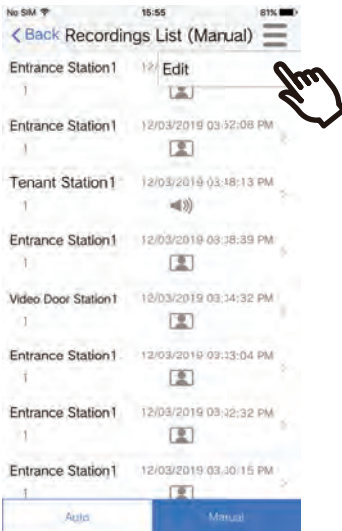 No SIM 15:55 81%
< Back Recordings List (Manual)
Entrance Station1 12/ Edit
1
Entrance Station1 12/03/2019 03:52:08 PM
1
Tenant Station1 12/03/2019 03:48:13 PM
1
Entrance Station1 12/03/2019 03:38:39 PM
1
Video Door Station1 12/03/2019 03:34:32 PM
1
Entrance Station1 12/03/2019 03:33:04 PM
1
Entrance Station1 12/03/2019 03:32:32 PM
1
Entrance Station1 12/03/2019 03:30:15 PM
1
Auto Manual